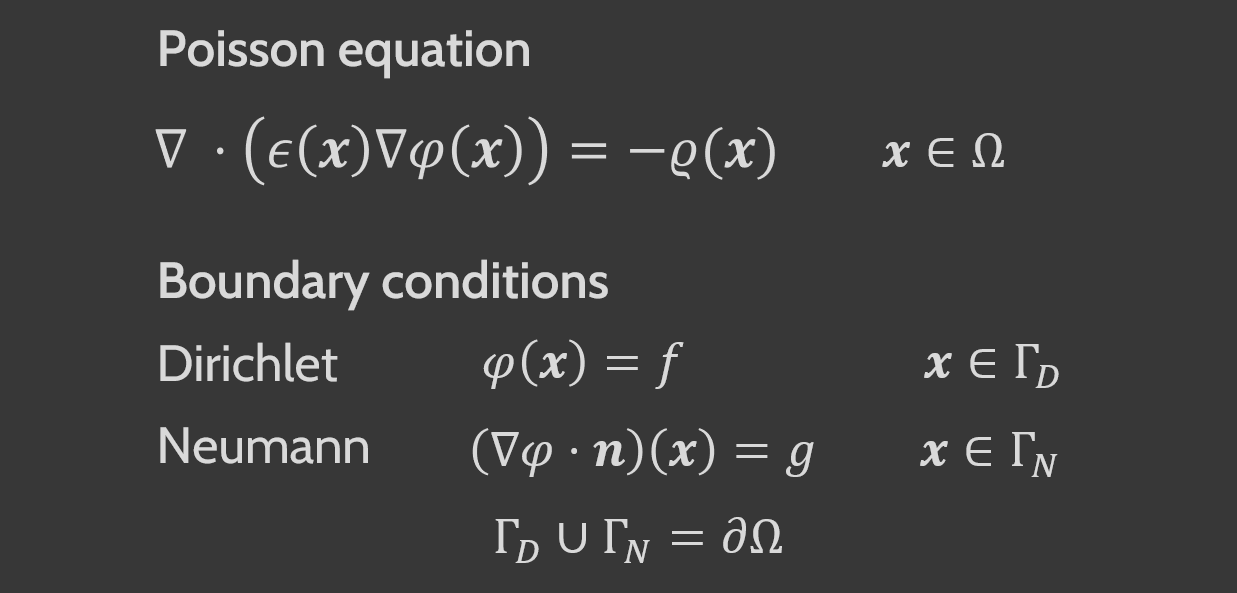 Poisson equation
∇ · (ϵ(𝒙)∇φ(𝒙)) = −ϱ(𝒙) 𝒙 ∈ Ω
Boundary conditions
Dirichlet φ(𝒙) = f 𝒙 ∈ Γ_D
Neumann (∇φ · 𝒏)(𝒙) = g 𝒙 ∈ Γ_N
Γ_D ∪ Γ_N = ∂Ω